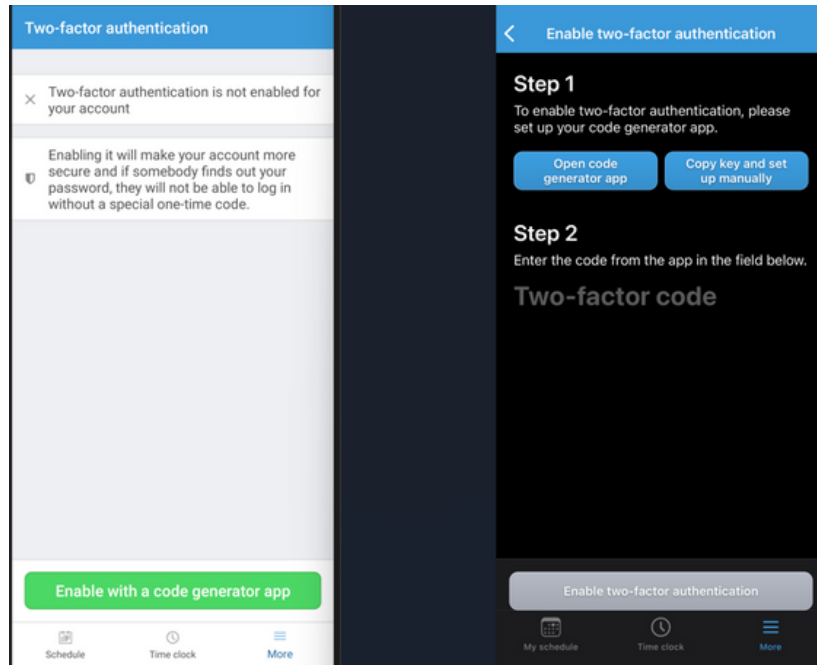 Two-factor authentication
Two-factor authentication is not enabled for
your account
Enabling it will make your account more
secure and if somebody finds out your
password, they will not be able to log in
without a special one-time code.
Enable with a code generator app
Schedule
Time clock
More
Enable two-factor authentication
Step 1
To enable two-factor authentication, please
set up your code generator app.
Open code
generator app
Copy key and set
up manually
Step 2
Enter the code from the app in the field below.
Two-factor code
Enable two-factor authentication
My schedule
Time clock
More